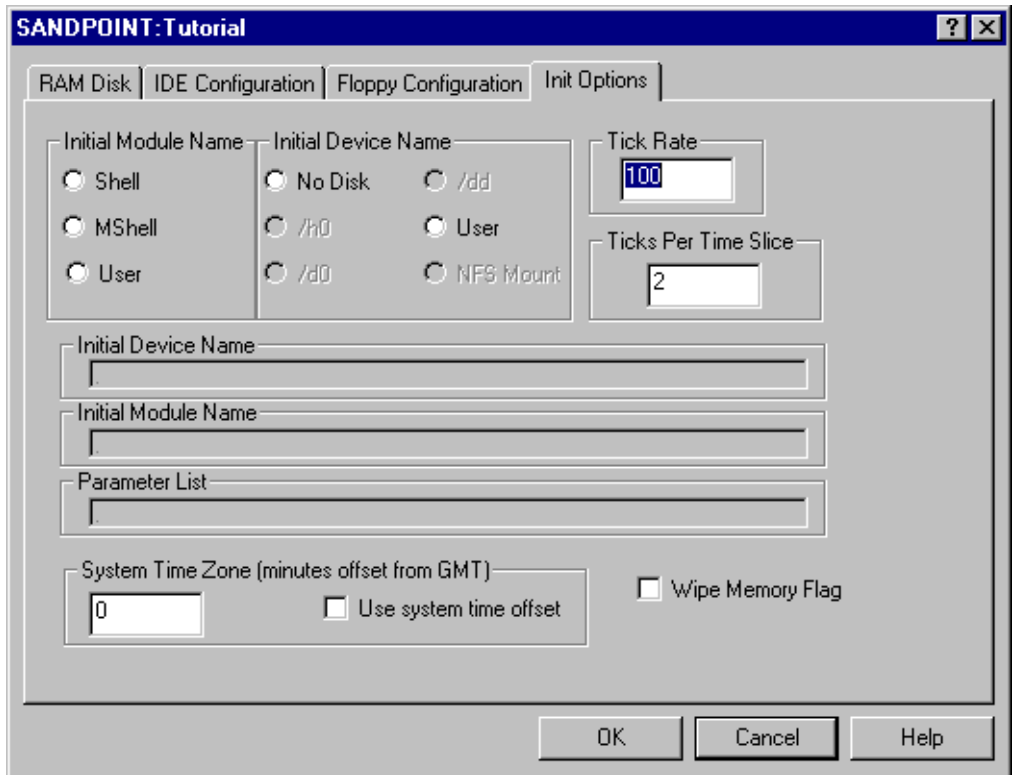 SANDPOINT:Tutorial
RAM Disk IDE Configuration Floppy Configuration Init Options
Initial Module Name
Shell
MShell
User
Initial Device Name
No Disk /dd
/h0 User
/d0 NFS Mount
Tick Rate
100
Ticks Per Time Slice
2
Initial Device Name
.
Initial Module Name
.
Parameter List
.
System Time Zone (minutes offset from GMT)
0 Use system time offset
Wipe Memory Flag
OK Cancel Help